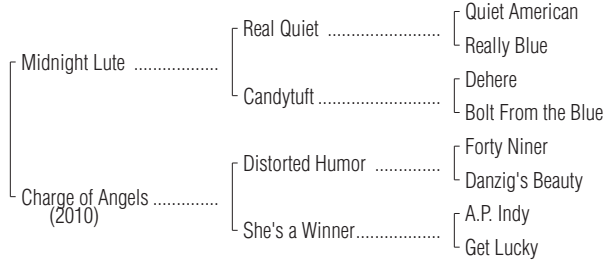 Quiet American
Real Quiet ........................
Really Blue
Midnight Lute ..................
Dehere
Candytuft ..........................
Bolt From the Blue
Forty Niner
Distorted Humor ..............
Danzig's Beauty
Charge of Angels ..............
(2010)
A.P. Indy
She's a Winner..................
Get Lucky